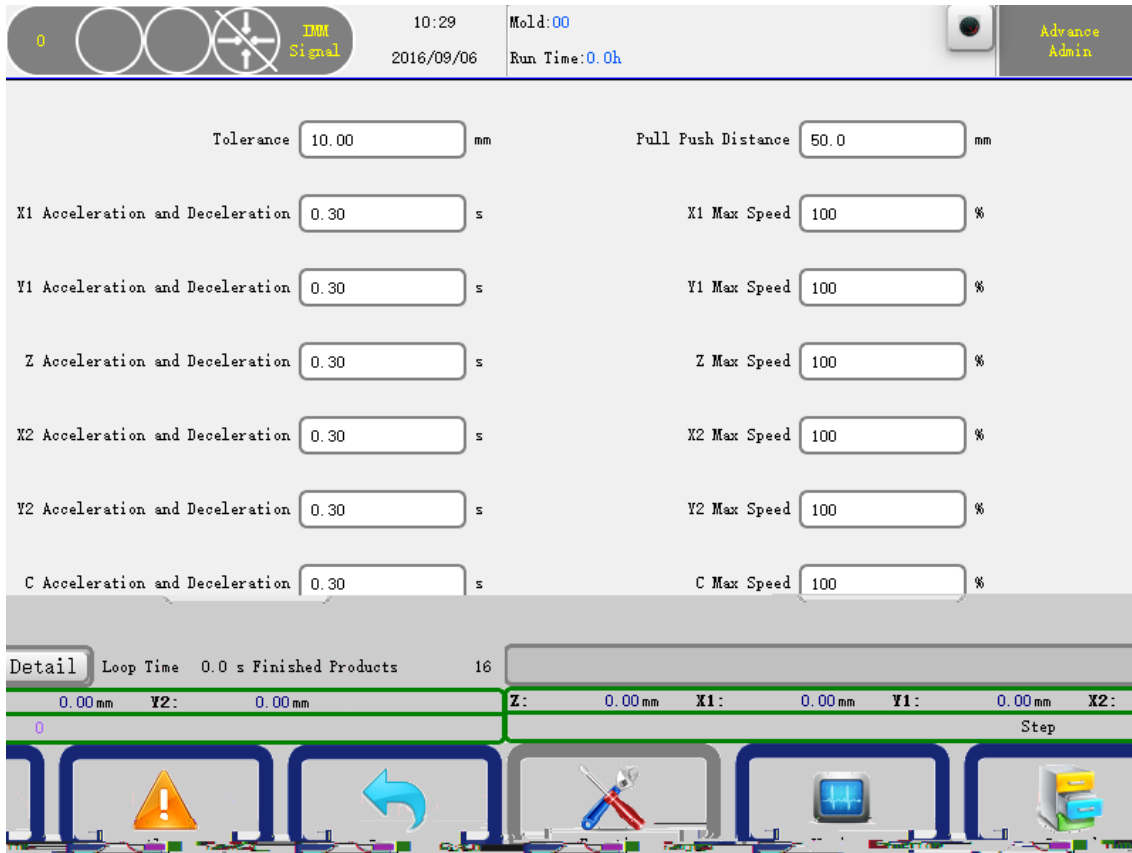 0
IMM
Signal
10:29
2016/09/06
Mold:00
Run Time:0.0h
Advance
Admin
Tolerance 10.00 mm Pull Push Distance 50.0 mm
X1 Acceleration and Deceleration 0.30 s X1 Max Speed 100 %
Y1 Acceleration and Deceleration 0.30 s Y1 Max Speed 100 %
Z Acceleration and Deceleration 0.30 s Z Max Speed 100 %
X2 Acceleration and Deceleration 0.30 s X2 Max Speed 100 %
Y2 Acceleration and Deceleration 0.30 s Y2 Max Speed 100 %
C Acceleration and Deceleration 0.30 s C Max Speed 100 %
Detail Loop Time 0.0 s Finished Products 16
0.00mm Y2: 0.00mm Z: 0.00mm X1: 0.00mm Y1: 0.00mm X2:
0 Step